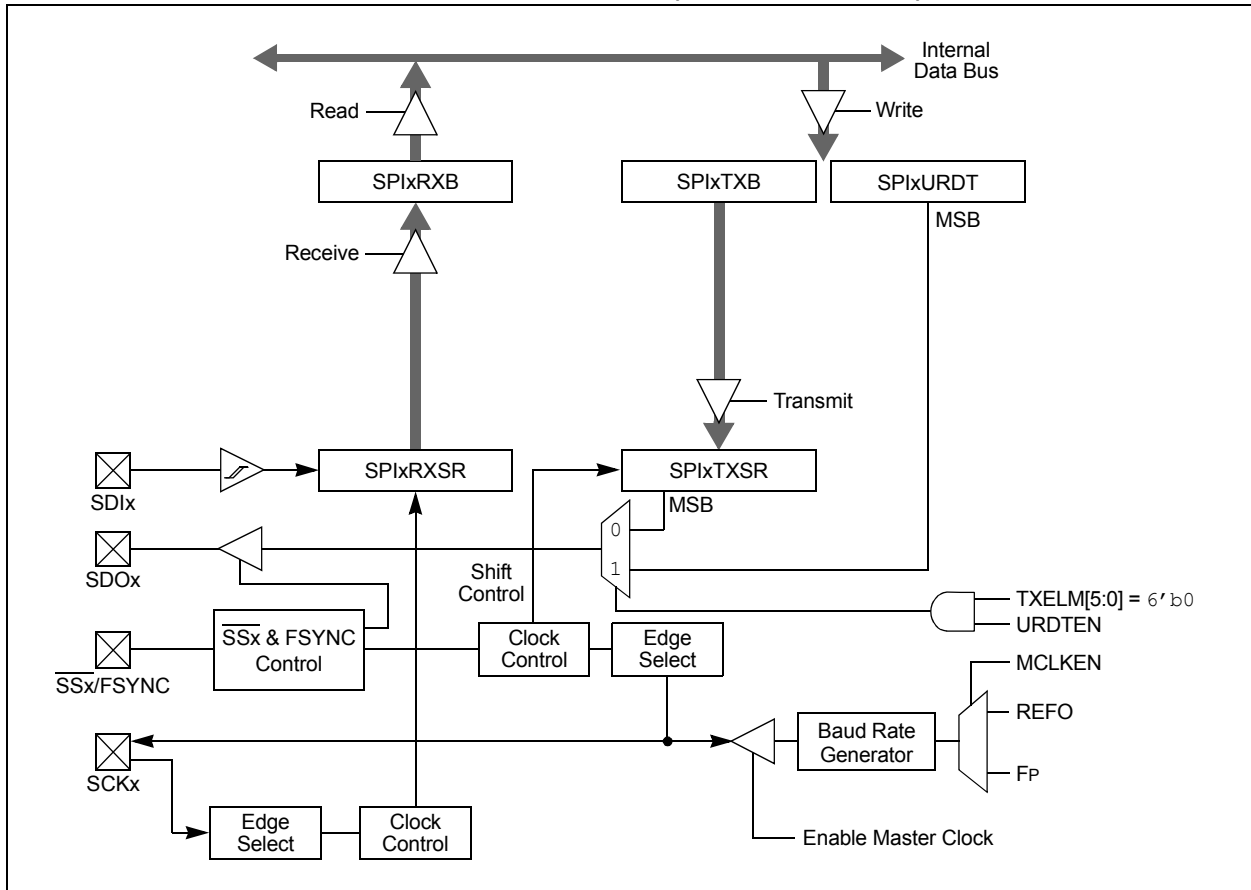 Internal
Data Bus
Read
Write
SPIxRXB
SPIxTXB
SPIxURDT
MSB
Receive
Transmit
SDIx
SPIxRXSR
SPIxTXSR
MSB
0
SDOx
1
Shift
Control
TXELM[5:0] = 6'b0
URDTEN
SSx & FSYNC
Control
Clock
Control
Edge
Select
SSx/FSYNC
MCLKEN
REFO
Baud Rate
Generator
FP
SCKx
Edge
Select
Clock
Control
Enable Master Clock